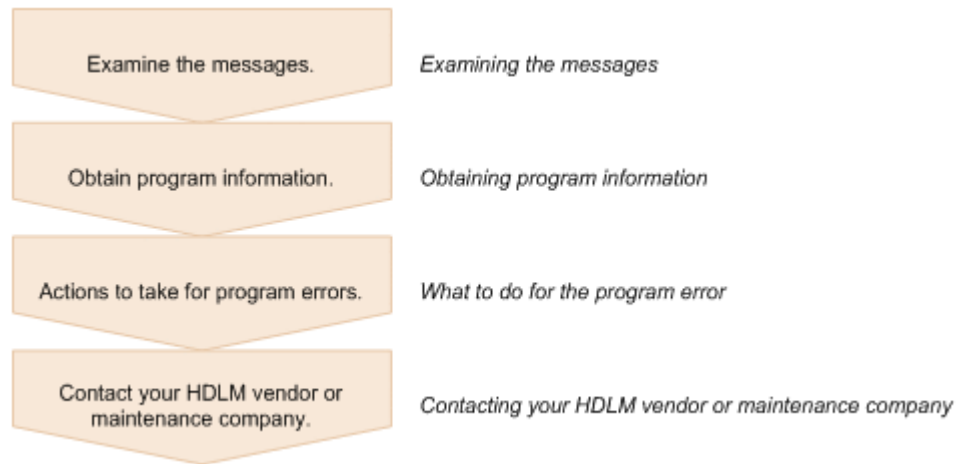 Examine the messages.
Examining the messages
Obtain program information.
Obtaining program information
Actions to take for program errors.
What to do for the program error
Contact your HDLM vendor or
maintenance company.
Contacting your HDLM vendor or maintenance company